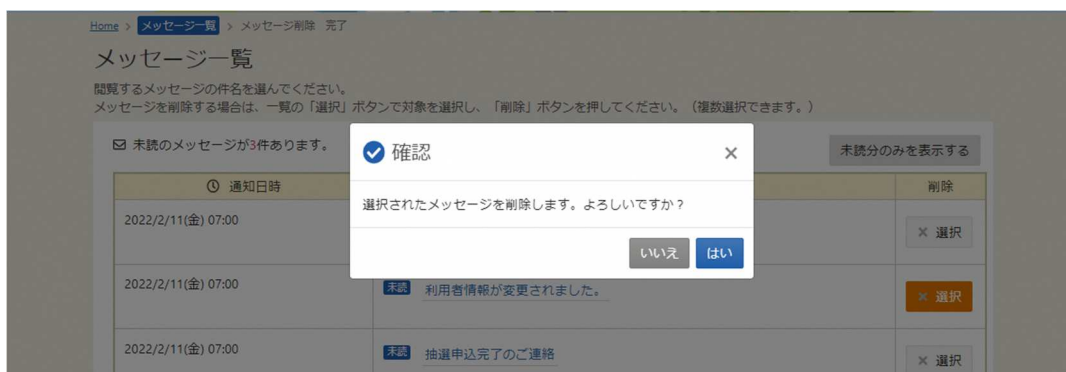 Home > メッセージ一覧 > メッセージ削除 完了
メッセージ一覧
閲覧するメッセージの件名を選んでください。
メッセージを削除する場合は、一覧の「選択」ボタンで対象を選択し、「削除」ボタンを押してください。（複数選択できます。）
未読のメッセージが3件あります。
未読分のみを表示する
確認 ×
選択されたメッセージを削除します。よろしいですか？
いいえ はい
通知日時 削除
2022/2/11(金) 07:00 × 選択
2022/2/11(金) 07:00 未読 利用者情報が変更されました。 × 選択
2022/2/11(金) 07:00 未読 抽選申込完了のご連絡 × 選択